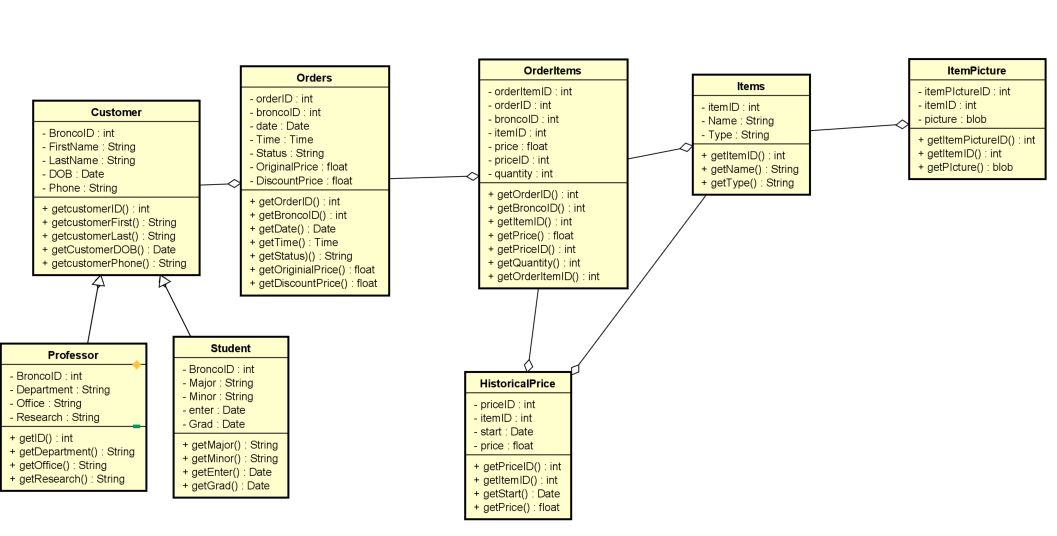 Customer
- BroncoID : int
- FirstName : String
- LastName : String
- DOB : Date
- Phone : String
+ getcustomerID() : int
+ getcustomerFirst() : String
+ getcustomerLast() : String
+ getCustomerDOB() : Date
+ getcustomerPhone() : String
Orders
- orderID : int
- broncoID : int
- date : Date
- Time : Time
- Status : String
- OriginalPrice : float
- DiscountPrice : float
+ getOrderID() : int
+ getBroncoID() : int
+ getDate() : Date
+ getTime() : Time
+ getStatus)() : String
+ getOriginialPrice() : float
+ getDiscountPrice() : float
OrderItems
- orderItemID : int
- orderID : int
- broncoID : int
- itemID : int
- price : float
- priceID : int
- quantity : int
+ getOrderID() : int
+ getBroncoID() : int
+ getItemID() : int
+ getPrice() : float
+ getPriceID() : int
+ getQuantity() : int
+ getOrderItemID() : int
Items
- itemID : int
- Name : String
- Type : String
+ getItemID() : int
+ getName() : String
+ getType() : String
ItemPicture
- itemPIctureID : int
- itemID : int
- picture : blob
+ getItemPictureID() : int
+ getItemID() : int
+ getPIcture() : blob
Professor
- BroncoID : int
- Department : String
- Office : String
- Research : String
+ getID() : int
+ getDepartment() : String
+ getOffice() : String
+ getResearch() : String
Student
- BroncoID : int
- Major : String
- Minor : String
- enter : Date
- Grad : Date
+ getMajor() : String
+ getMinor() : String
+ getEnter() : Date
+ getGrad() : Date
HistoricalPrice
- priceID : int
- itemID : int
- start : Date
- price : float
+ getPriceID() : int
+ getItemID() : int
+ getStart() : Date
+ getPrice() : float